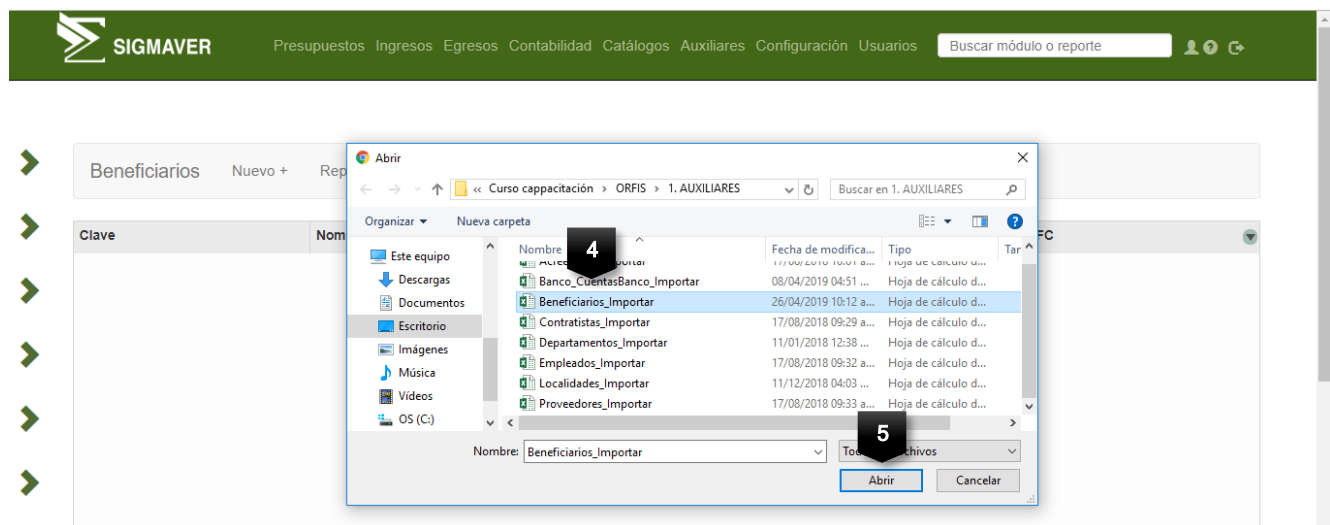 SIGMAVER Presupuestos Ingresos Egresos Contabilidad Catálogos Auxiliares Configuración Usuarios Buscar módulo o reporte
Abrir
Beneficiarios Nuevo + Rep
« Curso cappacitación > ORFIS > 1. AUXILIARES Buscar en 1. AUXILIARES
Organizar Nueva carpeta
Clave Nom FC
Este equipo
Descargas
Documentos
Escritorio
Imágenes
Música
Vídeos
OS (C:)
Nombre 4 Fecha de modifica... Tipo Tar
Banco_CuentasBanco_Importar 08/04/2019 04:51 ... Hoja de cálculo d...
Beneficiarios_Importar 26/04/2019 10:12 a... Hoja de cálculo d...
Contratistas_Importar 17/08/2018 09:29 a... Hoja de cálculo d...
Departamentos_Importar 11/01/2018 12:38 ... Hoja de cálculo d...
Empleados_Importar 17/08/2018 09:32 a... Hoja de cálculo d...
Localidades_Importar 11/12/2018 04:03 ... Hoja de cálculo d...
Proveedores_Importar 17/08/2018 09:33 a... Hoja de cálculo d...
5
Nombre: Beneficiarios_Importar
Abrir Cancelar